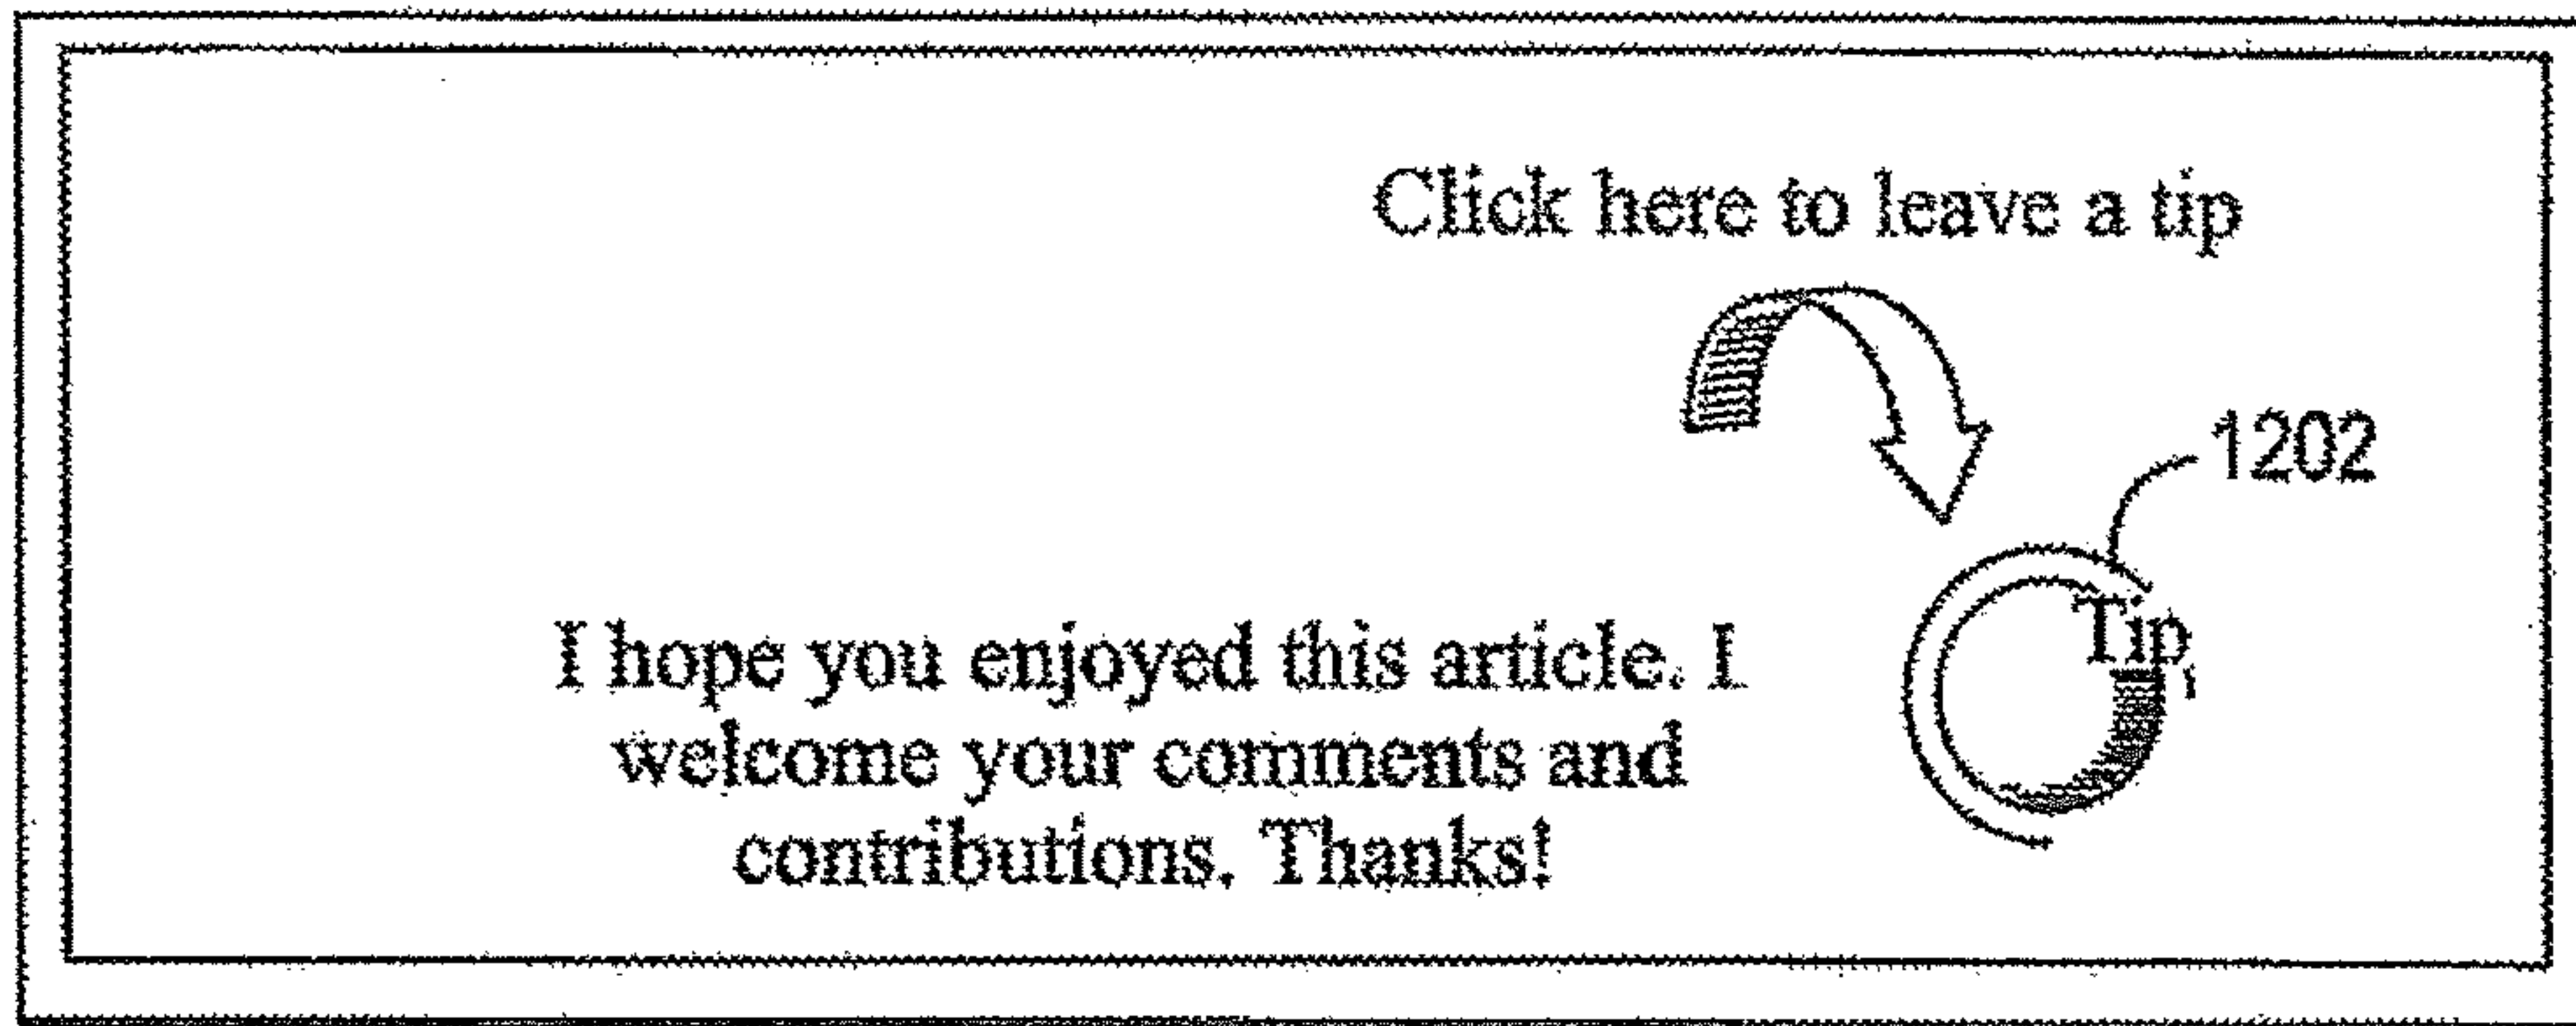 Click here to leave a tip
1202
Tip
I hope you enjoyed this article. I
welcome your comments and
contributions. Thanks!